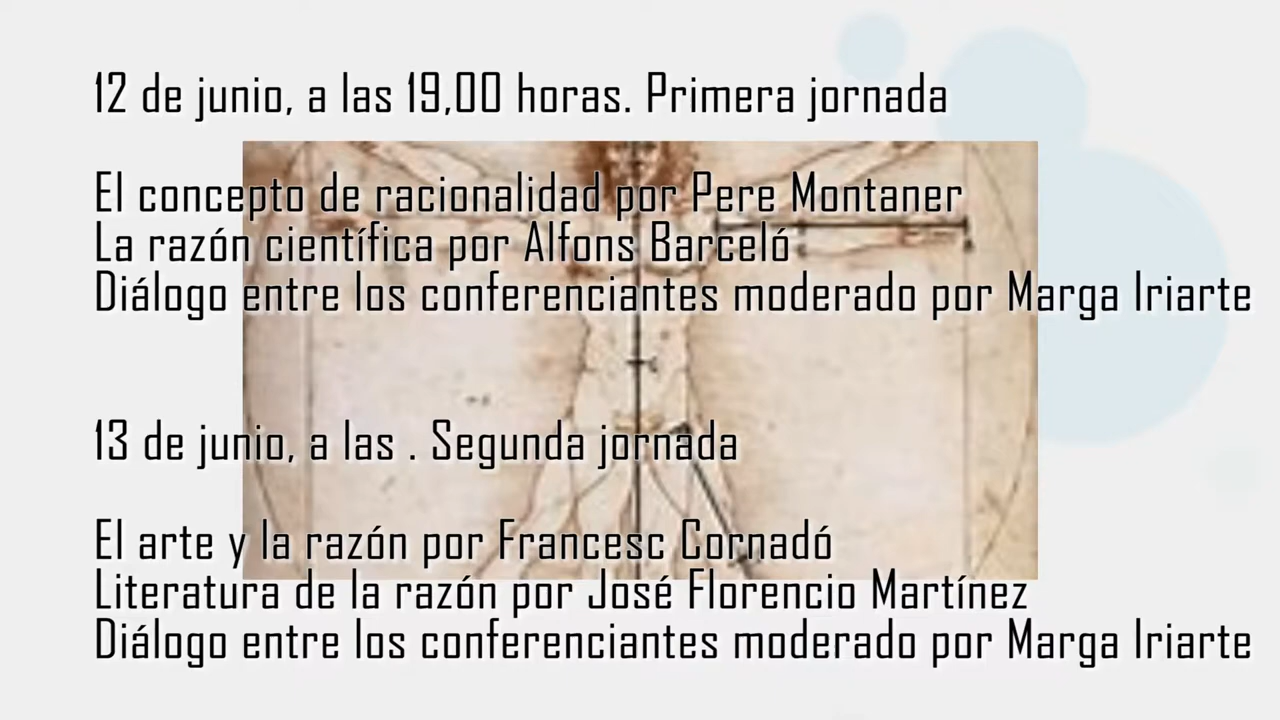 12 de junio, a las 19,00 horas. Primera jornada
El concepto de racionalidad por Pere Montaner
La razón científica por Alfons Barceló
Diálogo entre los conferenciantes moderado por Marga Iriarte
13 de junio, a las . Segunda jornada
El arte y la razón por Francesc Cornadó
Literatura de la razón por José Florencio Martínez
Diálogo entre los conferenciantes moderado por Marga Iriarte